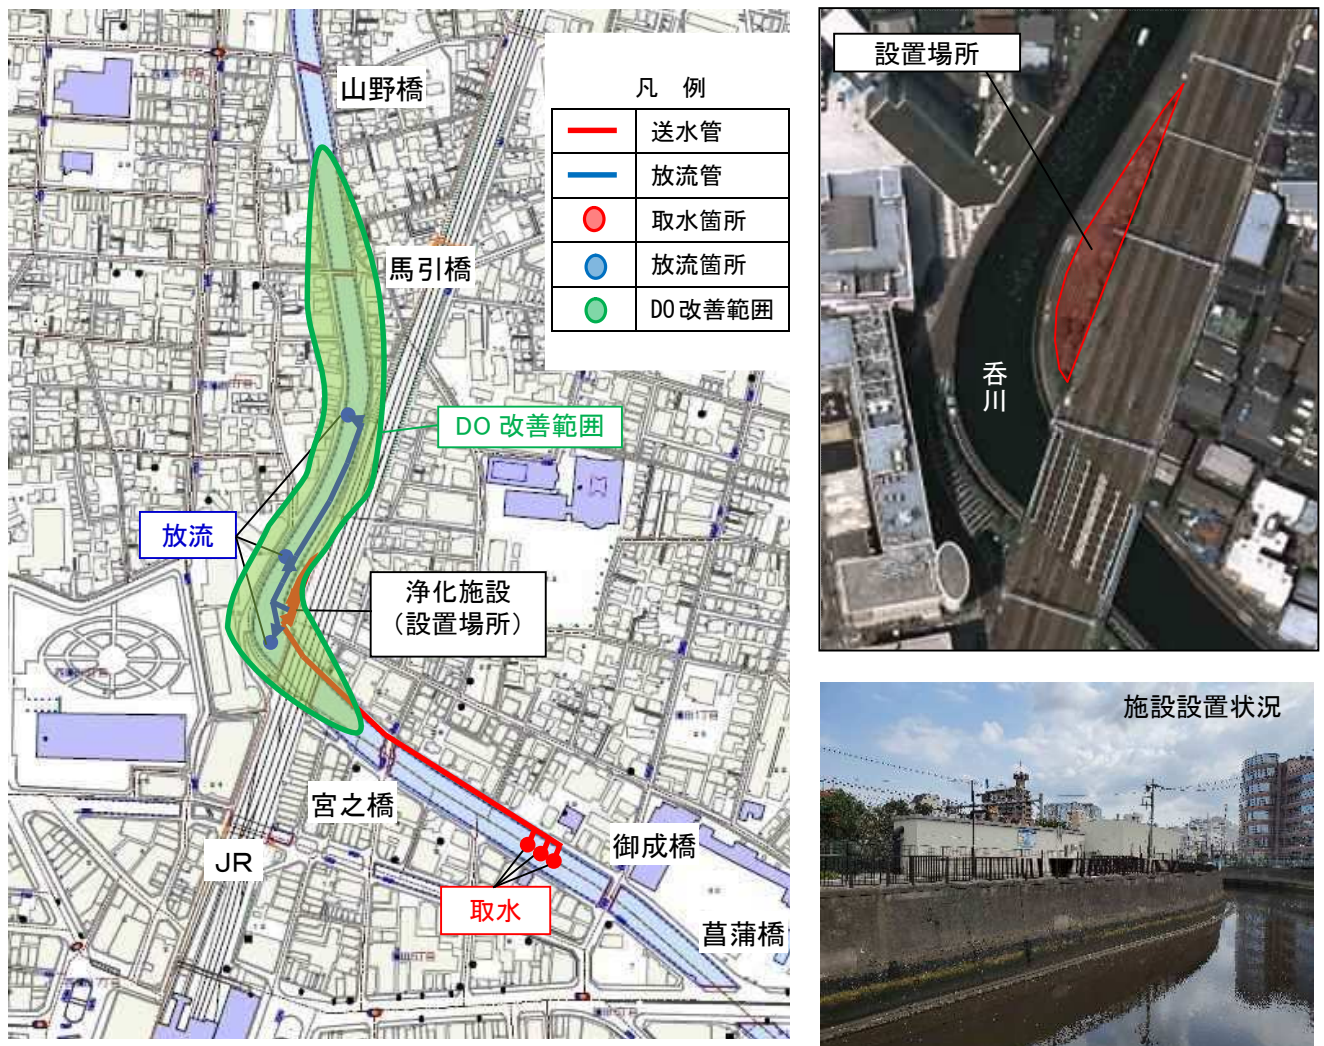 山野橋
馬引橋
凡 例
送水管
放流管
取水箇所
放流箇所
DO改善範囲
DO 改善範囲
放流
浄化施設
(設置場所)
宮之橋
JR
取水
御成橋
菖蒲橋
設置場所
呑川
施設設置状況